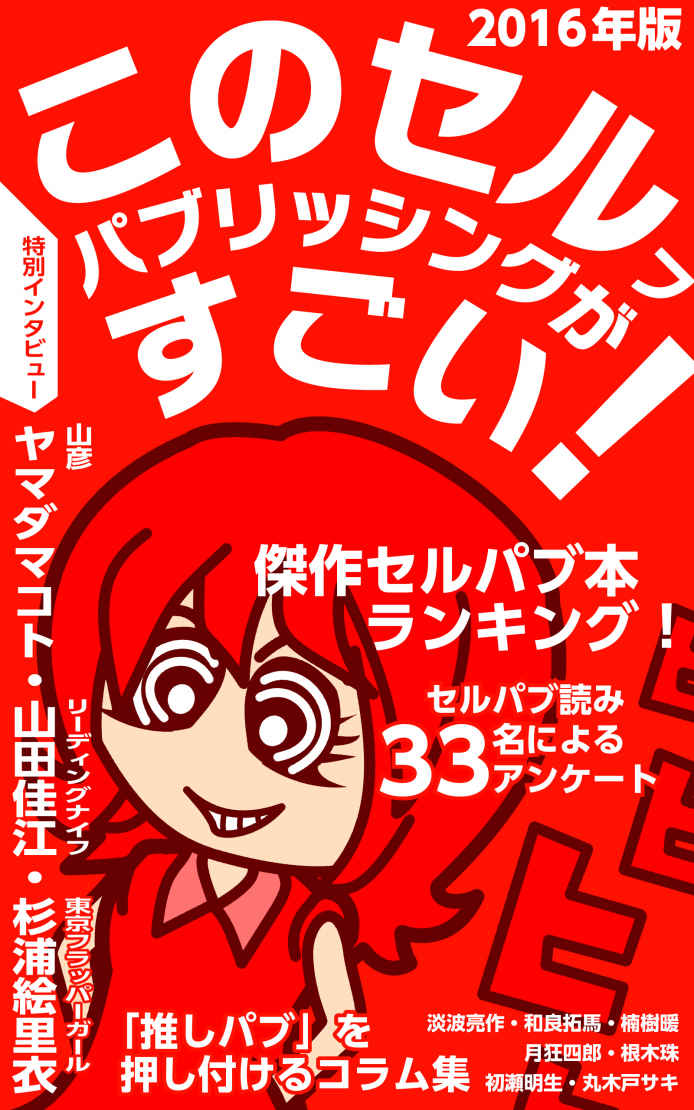 2016年版
このセルフ
パブリッシングが
すごい!
特別インタビュー
山彦
ヤマダマコト・山田佳江・杉浦絵里衣
リーディングナイフ
東京フラッパーガール
傑作セルパブ本
ランキング!
セルパブ読み
33名による
アンケート
ヒヒヒヒ
「推しパブ」を
押し付けるコラム集
淡波亮作・和良拓馬・楠樹暖
月狂四郎・根木珠
初瀬明生・丸木戸サキ